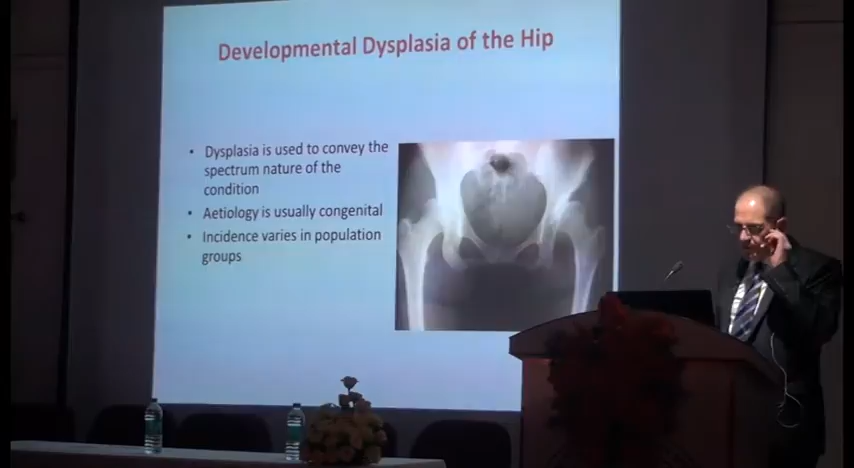 Developmental Dysplasia of the Hip
• Dysplasia is used to convey the
spectrum nature of the
condition
• Aetiology is usually congenital
• Incidence varies in population
groups